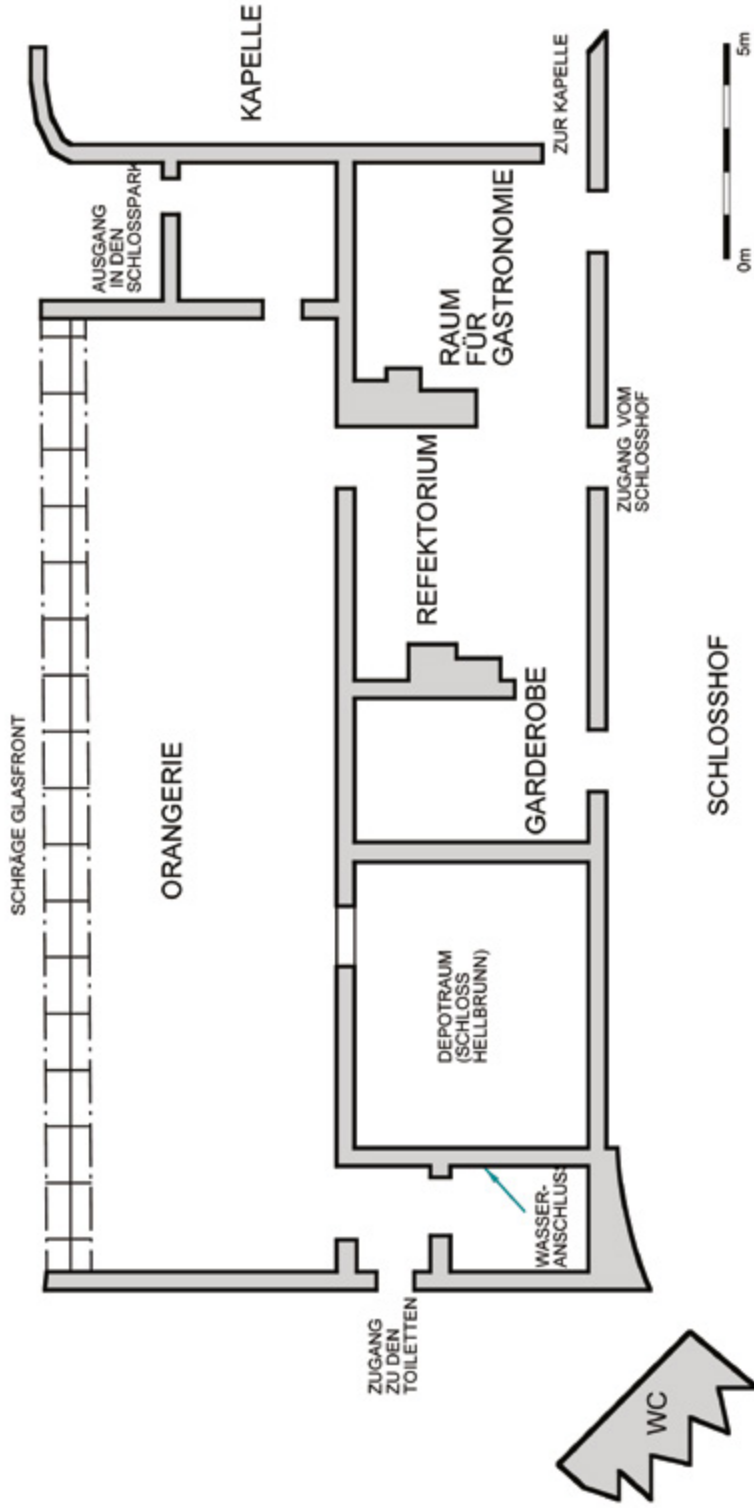 SCHRÄGE GLASFRONT
ORANGERIE
AUSGANG
IN DEN
SCHLOSSPARK
KAPELLE
ZUGANG
ZU DEN
TOILETTEN
WASSER-
ANSCHLUSS
DEPOTRAUM
(SCHLOSS
HELLBRUNN)
GARDEROBE
REFEKTORIUM
RAUM
FÜR
GASTRONOMIE
ZUR KAPELLE
ZUGANG VOM
SCHLOSSHOF
WC
SCHLOSSHOF
0m
5m